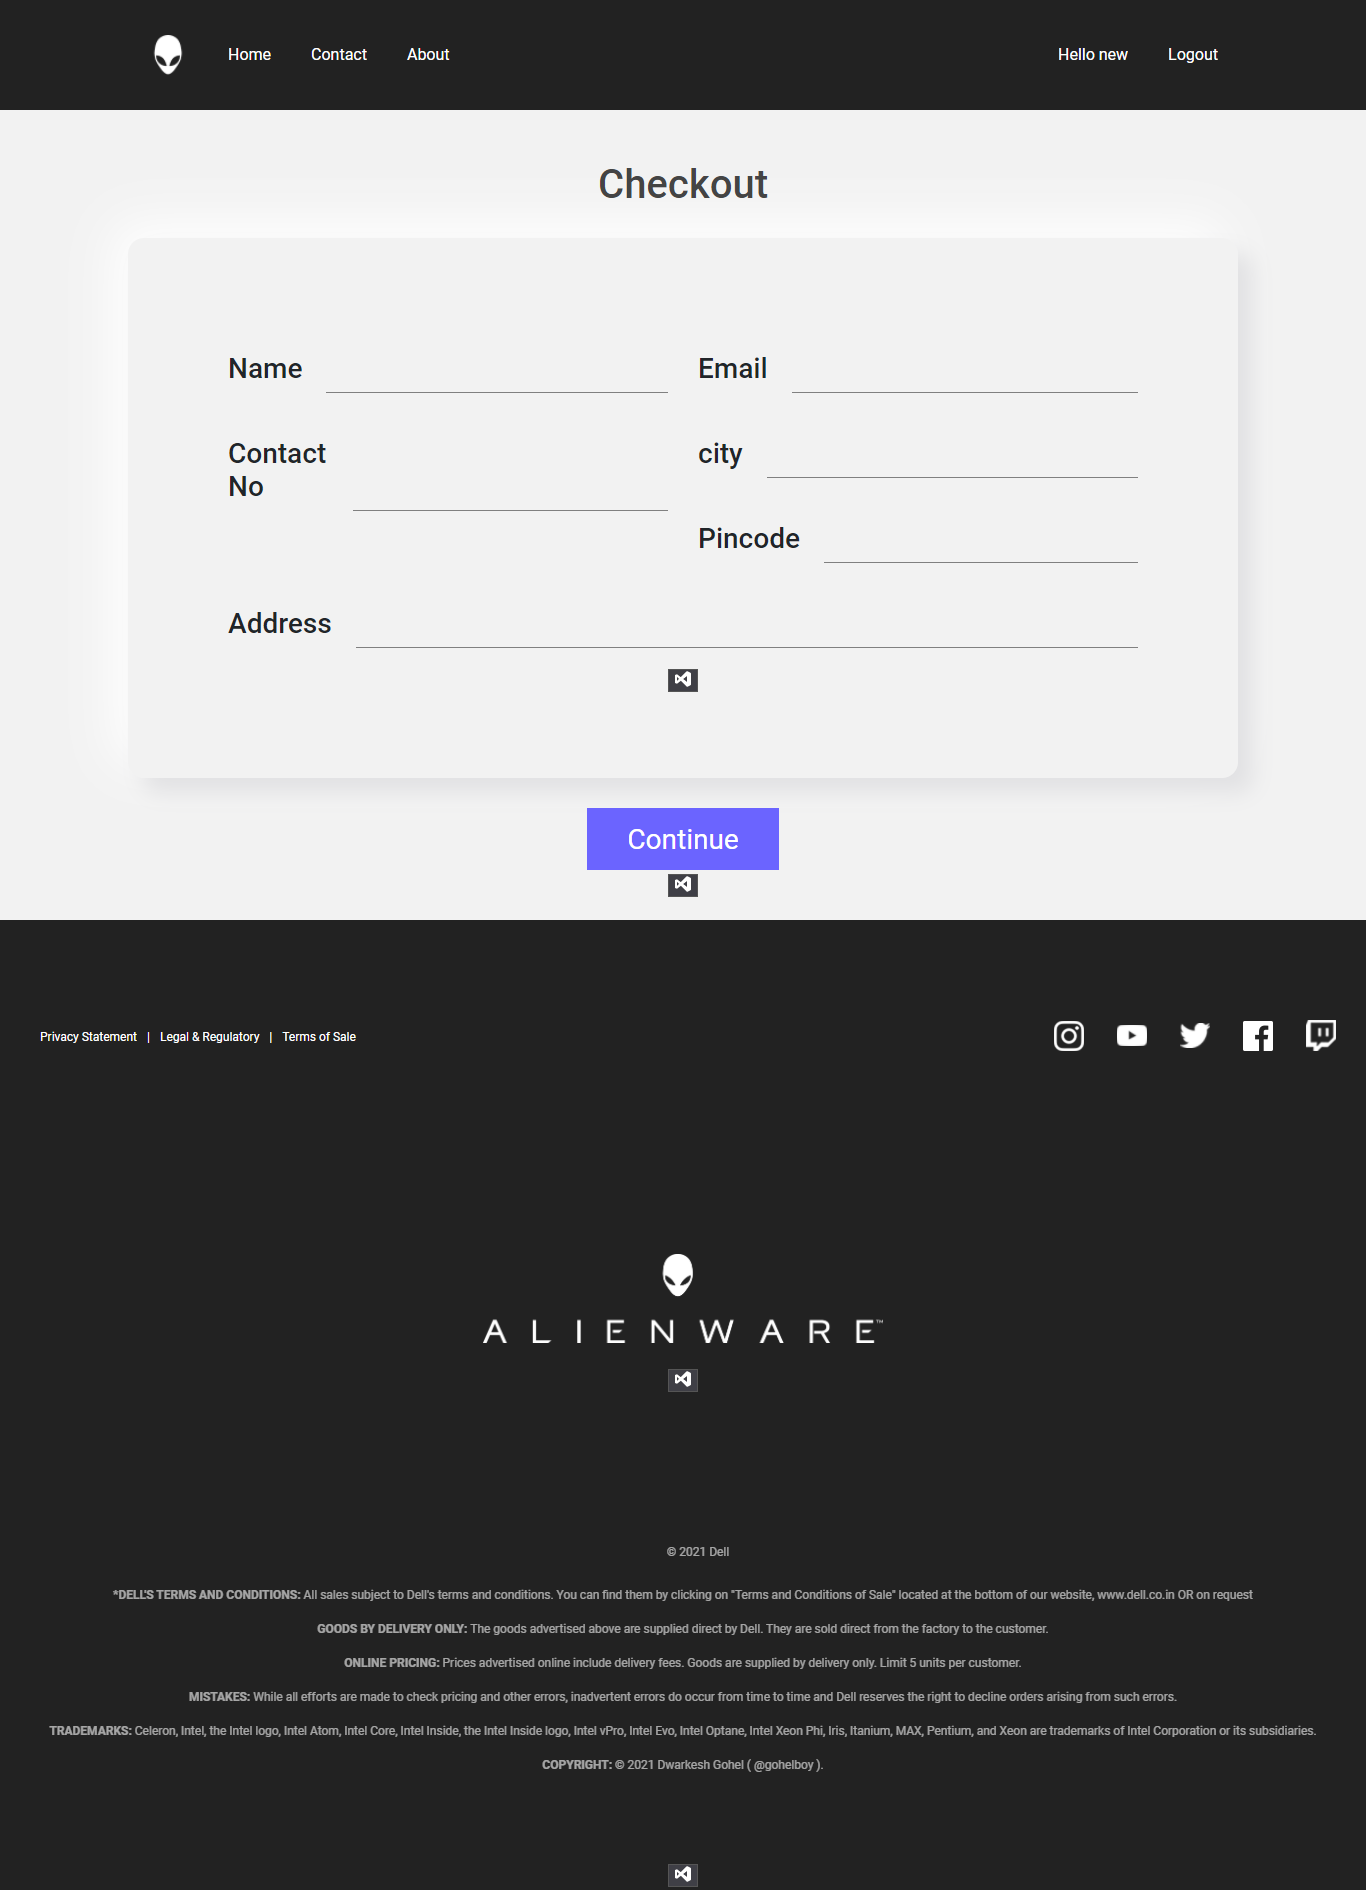 Home Contact About Hello new Logout
Checkout
Name Email
Contact city
No
Pincode
Address
Continue
Privacy Statement | Legal & Regulatory | Terms of Sale
ALIENWARE™
© 2021 Dell
*DELL'S TERMS AND CONDITIONS: All sales subject to Dell's terms and conditions. You can find them by clicking on "Terms and Conditions of Sale" located at the bottom of our website, www.dell.co.in OR on request
GOODS BY DELIVERY ONLY: The goods advertised above are supplied direct by Dell. They are sold direct from the factory to the customer.
ONLINE PRICING: Prices advertised online include delivery fees. Goods are supplied by delivery only. Limit 5 units per customer.
MISTAKES: While all efforts are made to check pricing and other errors, inadvertent errors do occur from time to time and Dell reserves the right to decline orders arising from such errors.
TRADEMARKS: Celeron, Intel, the Intel logo, Intel Atom, Intel Core, Intel Inside, the Intel Inside logo, Intel vPro, Intel Evo, Intel Optane, Intel Xeon Phi, Iris, Itanium, MAX, Pentium, and Xeon are trademarks of Intel Corporation or its subsidiaries.
COPYRIGHT: © 2021 Dwarkesh Gohel ( @gohelboy ).